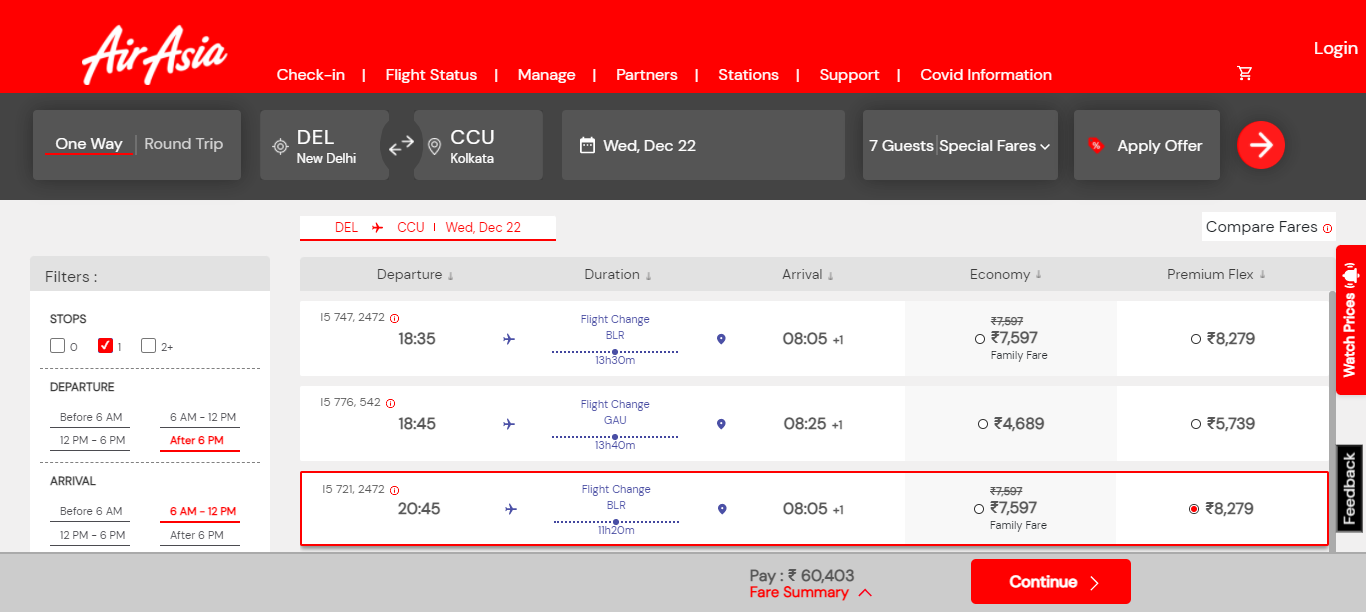 AirAsia
Login
Check-in | Flight Status | Manage | Partners | Stations | Support | Covid Information
One Way | Round Trip
DEL
New Delhi
CCU
Kolkata
Wed, Dec 22
7 Guests Special Fares
% Apply Offer
DEL CCU | Wed, Dec 22
Compare Fares
Filters :
STOPS
0 1 2+
DEPARTURE
Before 6 AM 6 AM - 12 PM
12 PM - 6 PM After 6 PM
ARRIVAL
Before 6 AM 6 AM - 12 PM
12 PM - 6 PM After 6 PM
Departure ↓ Duration ↓ Arrival ↓ Economy ↓ Premium Flex ↓
I5 747, 2472
18:35
Flight Change
BLR
13h30m
08:05 +1
₹7,597
₹7,597
Family Fare
₹8,279
I5 776, 542
18:45
Flight Change
GAU
13h40m
08:25 +1
₹4,689
₹5,739
I5 721, 2472
20:45
Flight Change
BLR
11h20m
08:05 +1
₹7,597
₹7,597
Family Fare
₹8,279
Watch Prices
Feedback
Pay : ₹ 60,403
Fare Summary
Continue